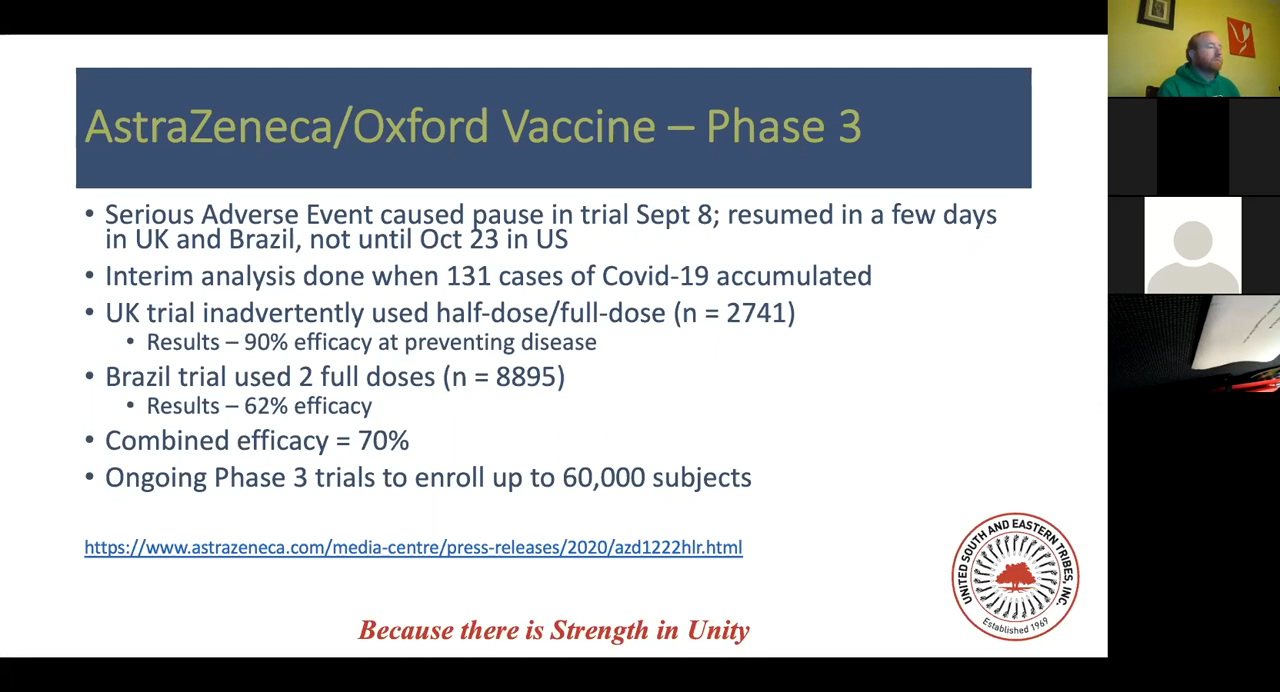 AstraZeneca/Oxford Vaccine – Phase 3
• Serious Adverse Event caused pause in trial Sept 8; resumed in a few days
in UK and Brazil, not until Oct 23 in US
• Interim analysis done when 131 cases of Covid-19 accumulated
• UK trial inadvertently used half-dose/full-dose (n = 2741)
• Results – 90% efficacy at preventing disease
• Brazil trial used 2 full doses (n = 8895)
• Results – 62% efficacy
• Combined efficacy = 70%
• Ongoing Phase 3 trials to enroll up to 60,000 subjects
https://www.astrazeneca.com/media-centre/press-releases/2020/azd1222hlr.html
UNITED SOUTH AND EASTERN TRIBES, INC.
Established 1969
Because there is Strength in Unity